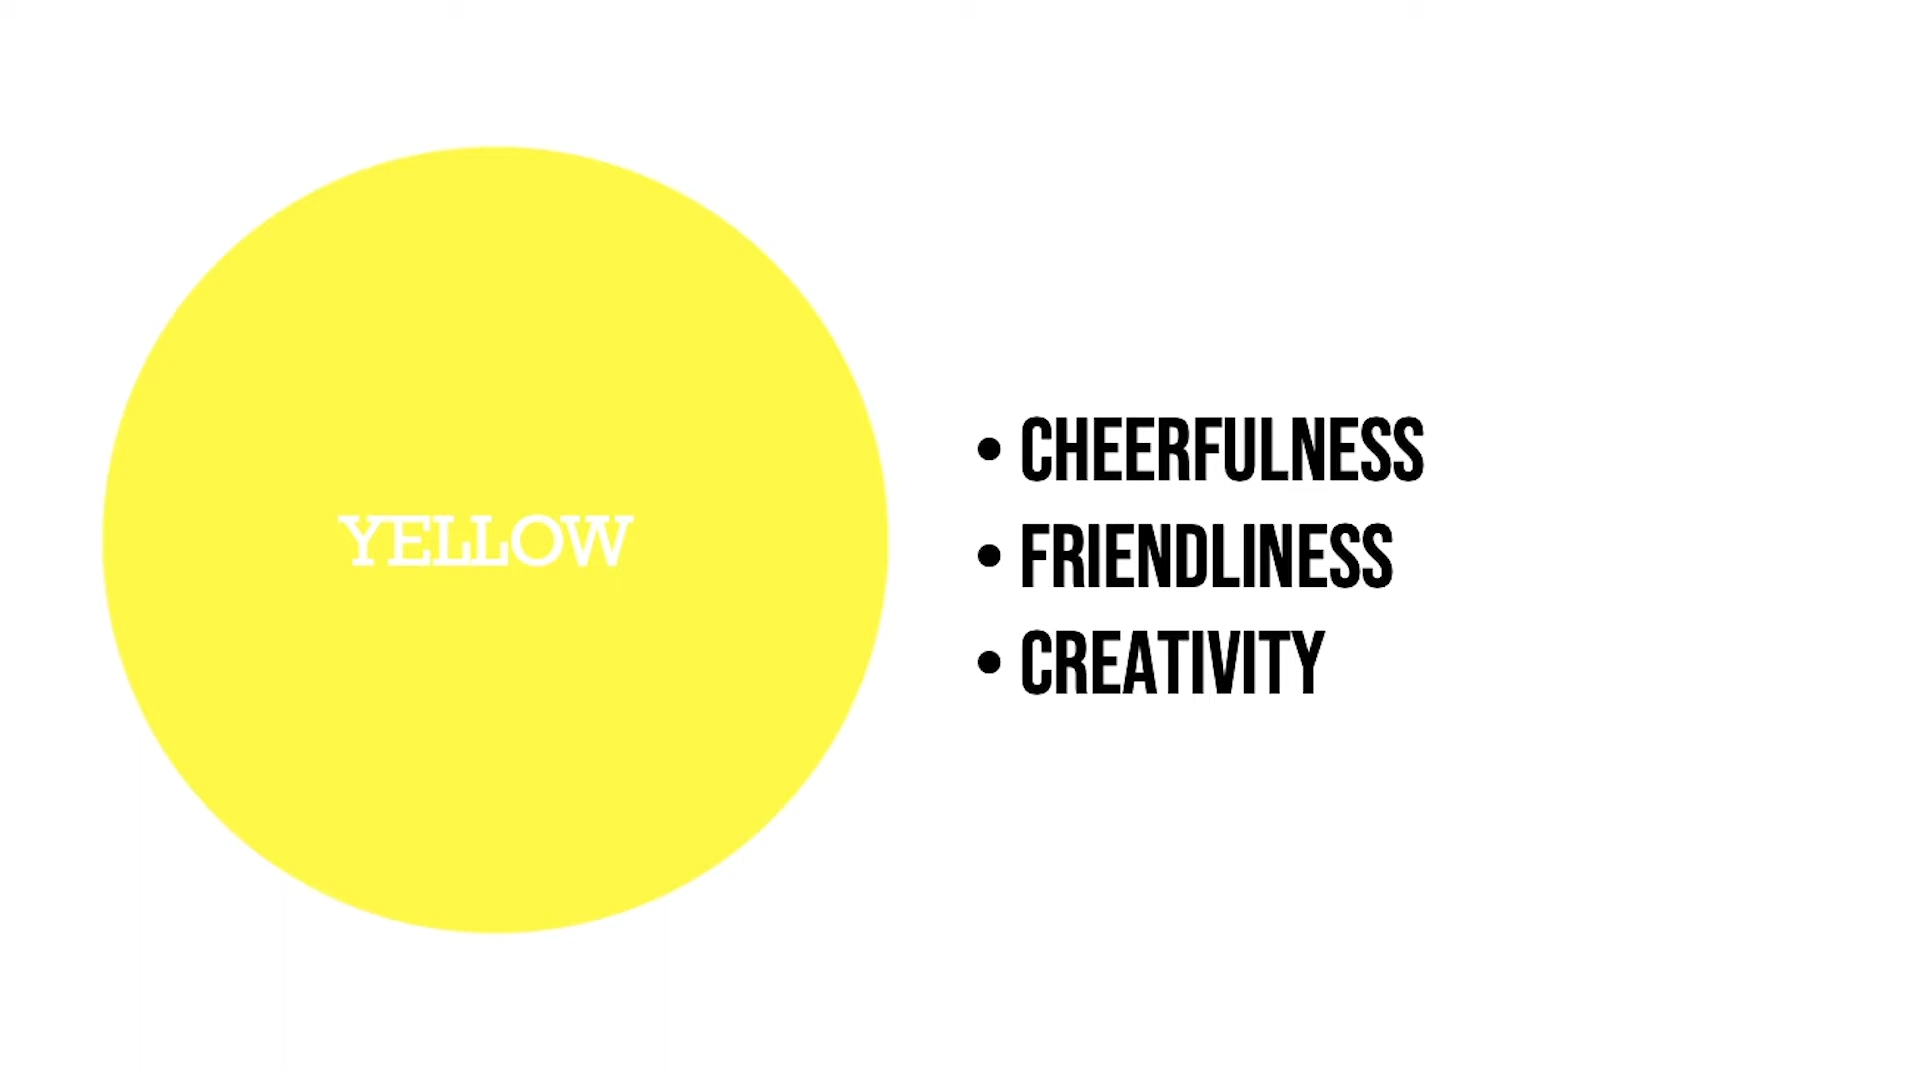 YELLOW
• CHEERFULNESS
• FRIENDLINESS
• CREATIVITY